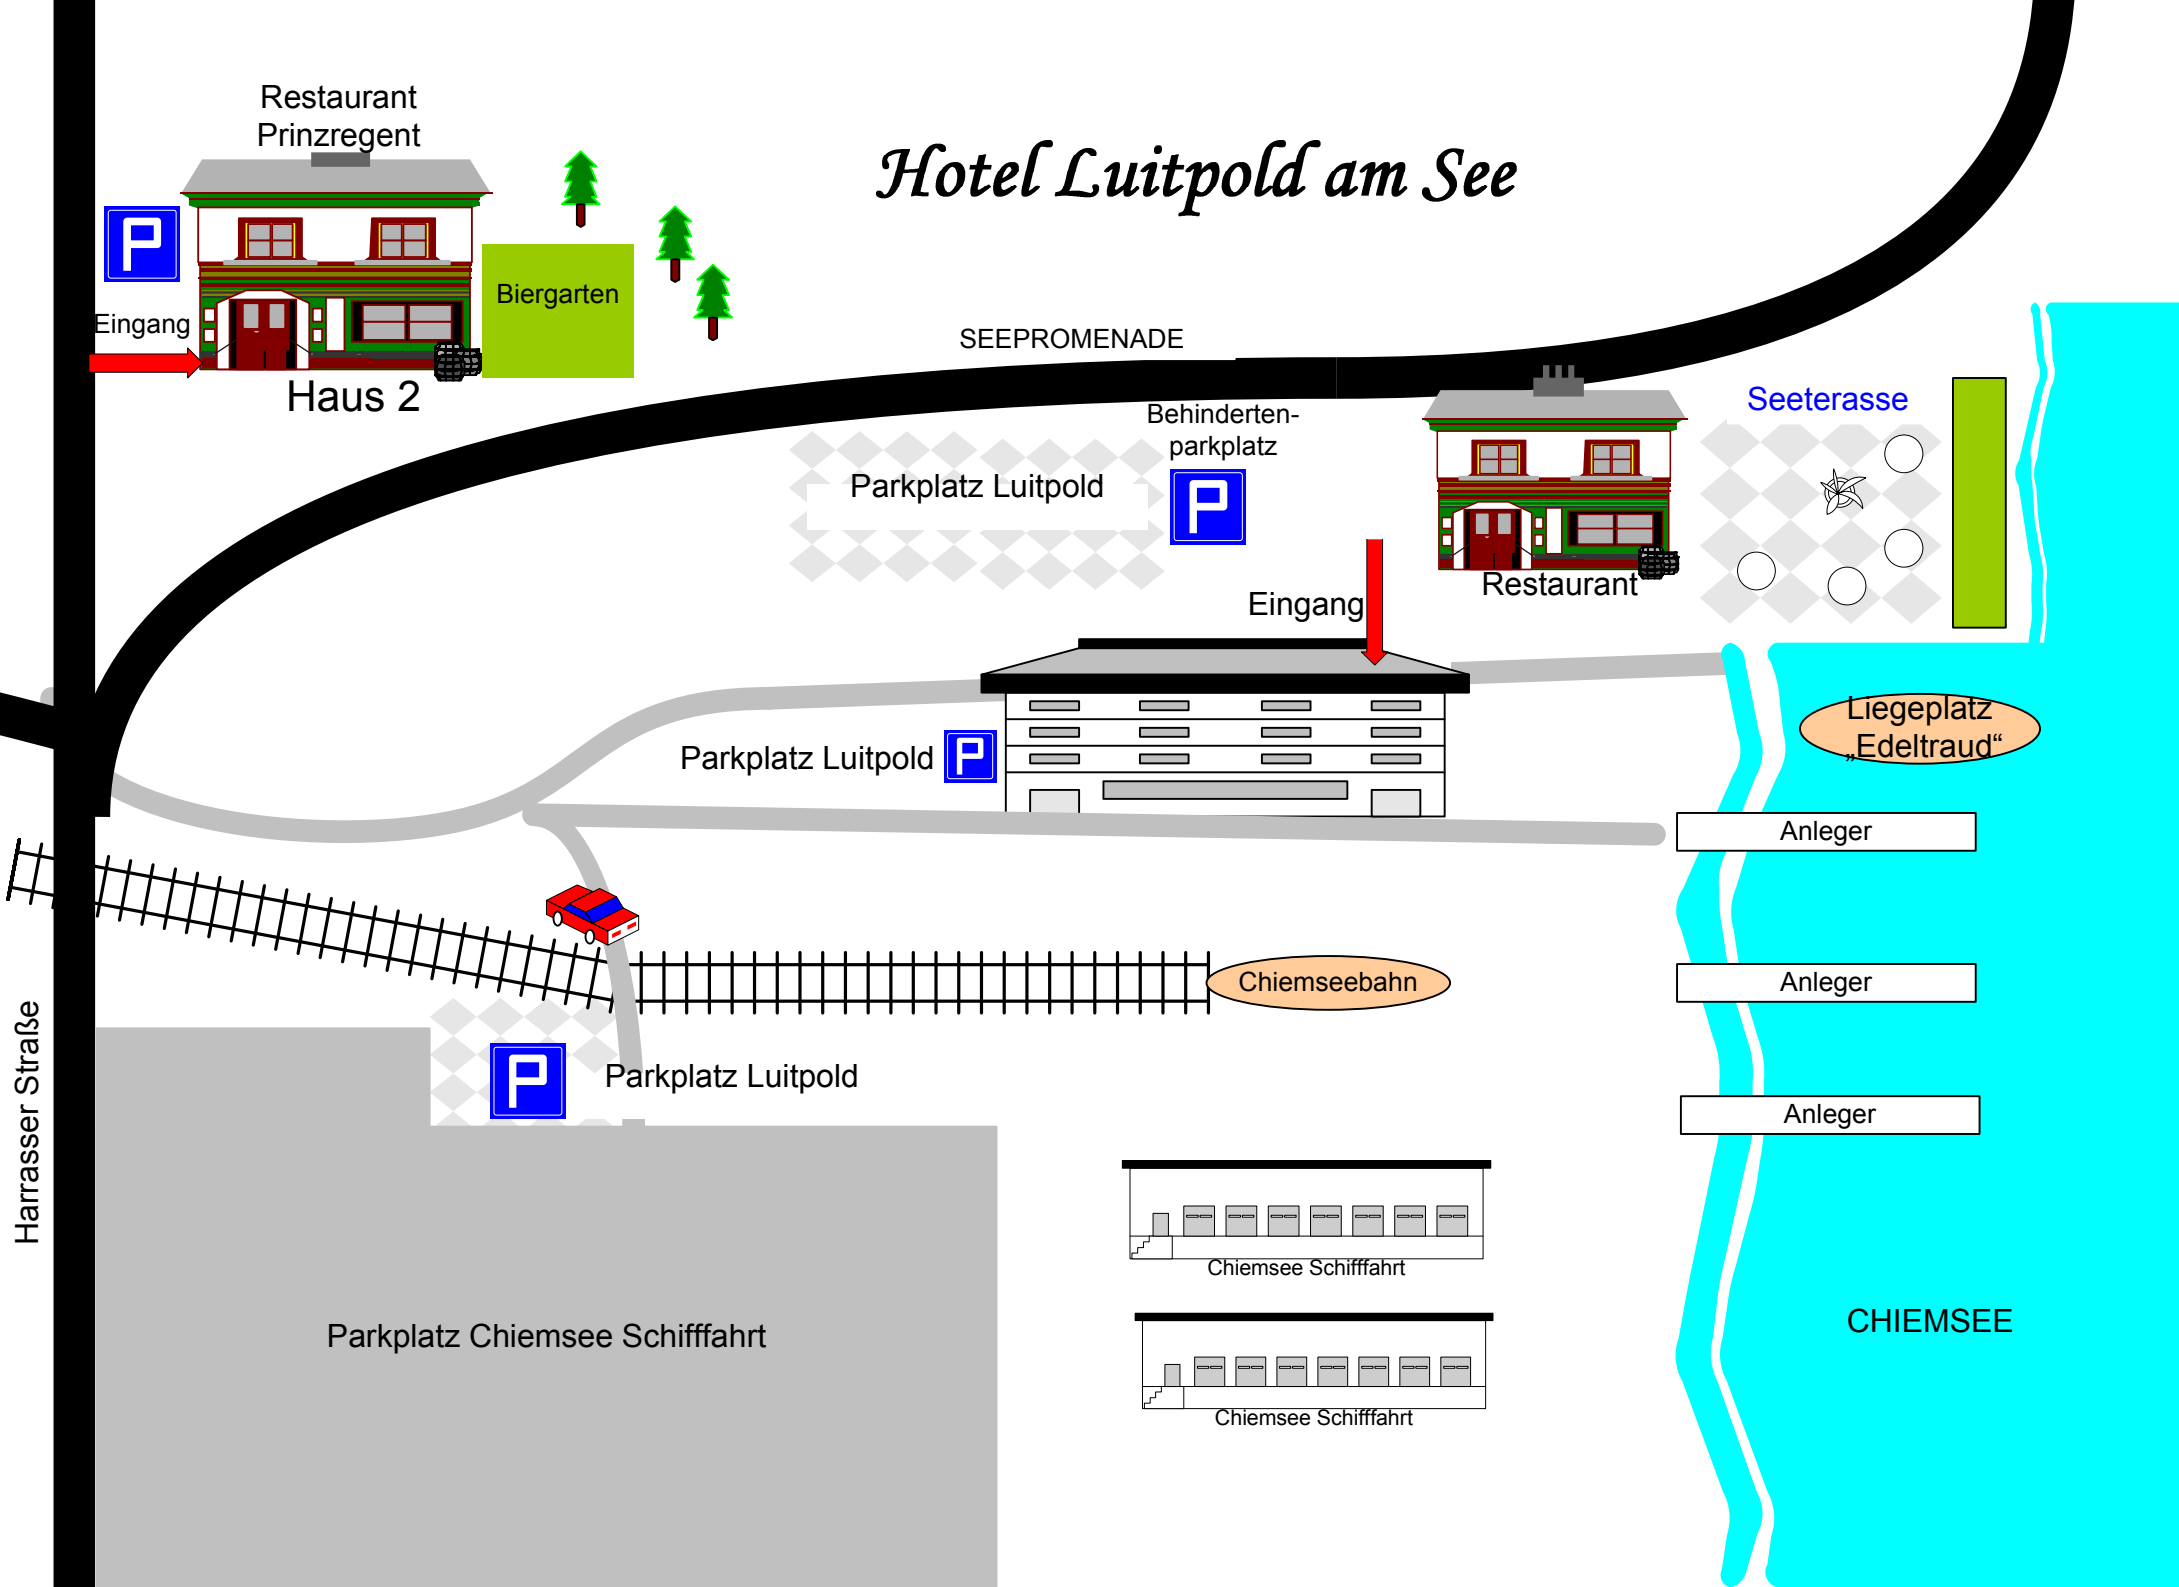 Restaurant
Prinzregent
Hotel Luitpold am See
P
Biergarten
Eingang
SEEPROMENADE
Haus 2
Seeterasse
Behinderten-
parkplatz
Parkplatz Luitpold
P
Restaurant
Eingang
Liegeplatz
„Edeltraud“
Parkplatz Luitpold
P
Anleger
Chiemseebahn
Anleger
Harrasser Straße
P
Parkplatz Luitpold
Anleger
Chiemsee Schifffahrt
CHIEMSEE
Parkplatz Chiemsee Schifffahrt
Chiemsee Schifffahrt